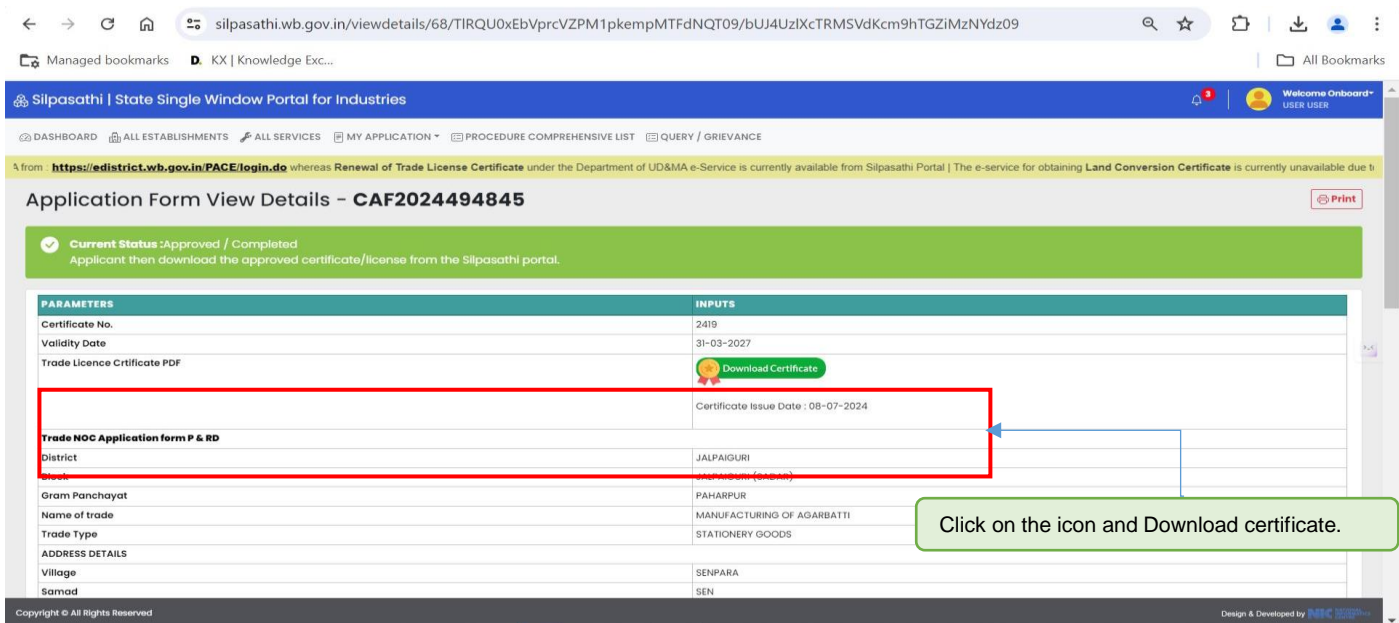 silpasathi.wb.gov.in/viewdetails/68/TlRQU0xEbVprcVZPM1pkempMTFdNQT09/bUJ4UzlXcTRMSVdKcm9hTGZiMzNYdz09
Managed bookmarks D. KX | Knowledge Exc... All Bookmarks
Silpasathi | State Single Window Portal for Industries 3 Welcome Onboard
USER USER
DASHBOARD ALL ESTABLISHMENTS ALL SERVICES MY APPLICATION PROCEDURE COMPREHENSIVE LIST QUERY / GRIEVANCE
A from : https://edistrict.wb.gov.in/PACE/login.do whereas Renewal of Trade License Certificate under the Department of UD&MA e-Service is currently available from Silpasathi Portal | The e-service for obtaining Land Conversion Certificate is currently unavailable due t
Application Form View Details - CAF2024494845 Print
Current Status :Approved / Completed
Applicant then download the approved certificate/license from the Silpasathi portal.
PARAMETERS INPUTS
Certificate No. 2419
Validity Date 31-03-2027
Trade Licence Crtificate PDF Download Certificate
Certificate Issue Date : 08-07-2024
Trade NOC Application form P & RD
District JALPAIGURI
Block JALPAIGURI (SADAR)
Gram Panchayat PAHARPUR
Name of trade MANUFACTURING OF AGARBATTI
Trade Type STATIONERY GOODS
Click on the icon and Download certificate.
ADDRESS DETAILS
Village SENPARA
Samad SEN
Copyright © All Rights Reserved Design & Developed by NIC